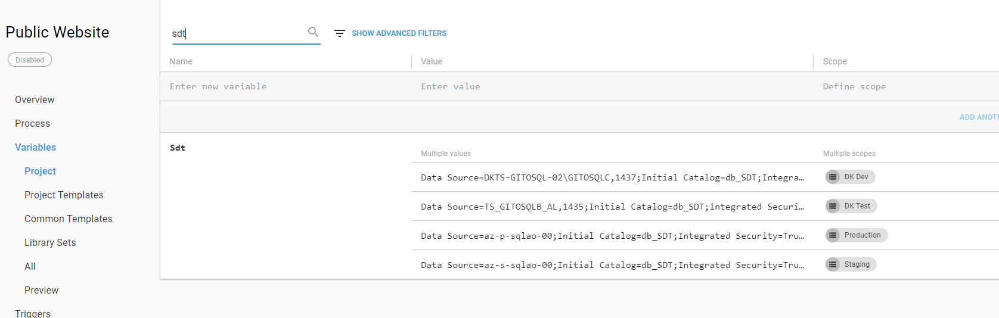 Public Website
Disabled
Overview
Process
Variables
Project
Project Templates
Common Templates
Library Sets
All
Preview
Triggers
sdt
SHOW ADVANCED FILTERS
Name Value Scope
Enter new variable Enter value Define scope
ADD ANOTH
Sdt
Multiple values Multiple scopes
Data Source=DKTS-GITOSQL-02\GITOSQLC,1437;Initial Catalog=db_SDT;Integra… DK Dev
Data Source=TS_GITOSQLB_AL,1435;Initial Catalog=db_SDT;Integrated Securi… DK Test
Data Source=az-p-sqlao-00;Initial Catalog=db_SDT;Integrated Security=Tru… Production
Data Source=az-s-sqlao-00;Initial Catalog=db_SDT;Integrated Security=Tru… Staging